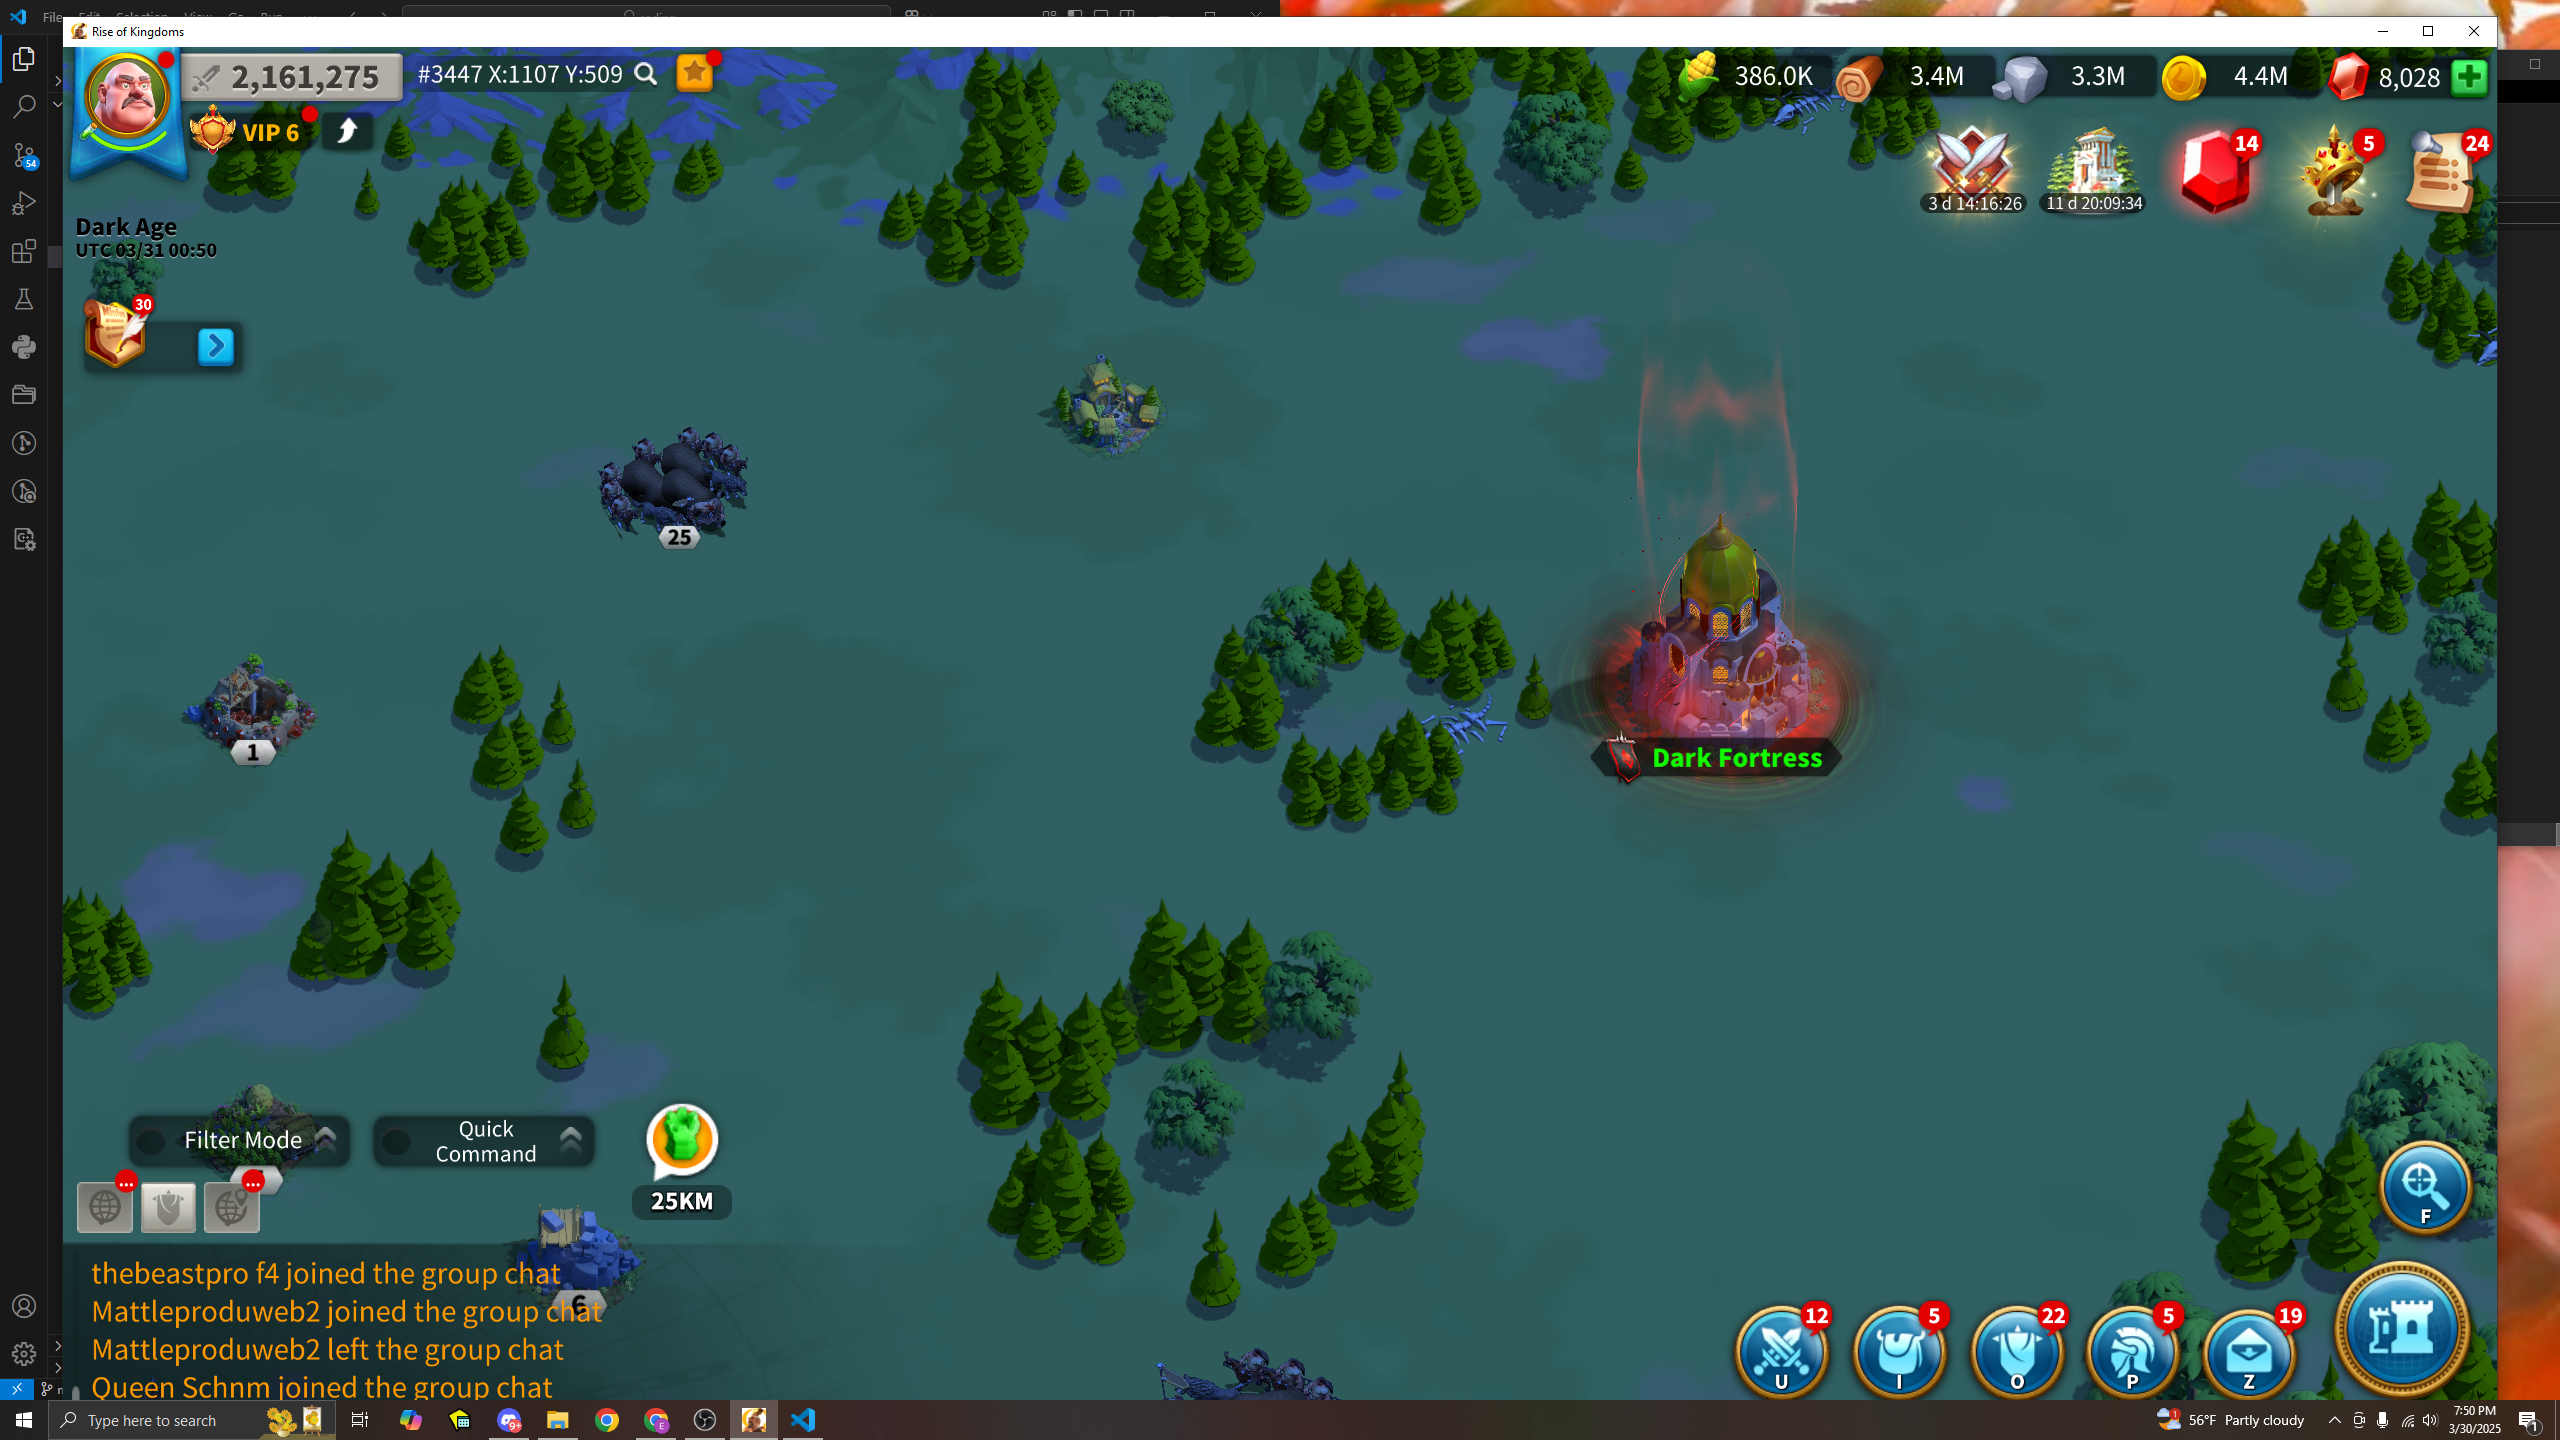 Rise of Kingdoms
2,161,275
#3447 X:1107 Y:509
386.0K
3.4M
3.3M
4.4M
8,028
VIP 6
14
5
24
3 d 14:16:26
11 d 20:09:34
54
Dark Age
UTC 03/31 00:50
30
25
1
Dark Fortress
Filter Mode
Quick
Command
25KM
F
thebeastpro f4 joined the group chat
6
Mattleproduweb2 joined the group chat
Mattleproduweb2 left the group chat
Queen Schnm joined the group chat
12
5
22
5
19
U
I
O
P
Z
Type here to search
9+
56°F Partly cloudy
7:50 PM
3/30/2025